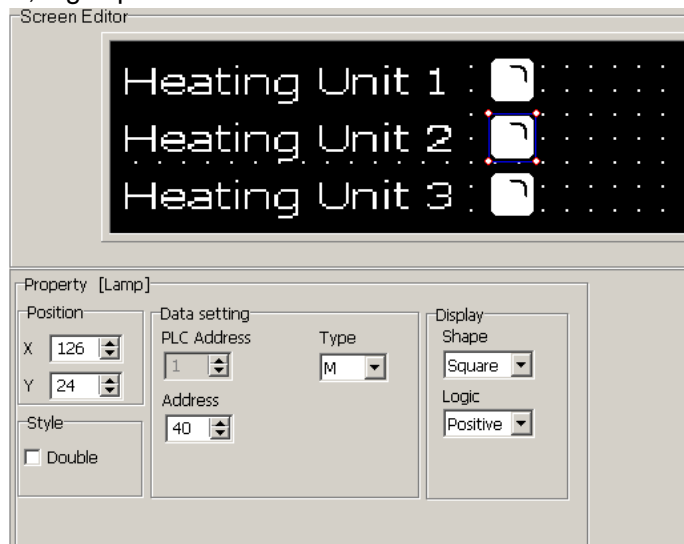 Screen Editor
Heating Unit 1 :
Heating Unit 2 :
Heating Unit 3 :
Property [Lamp]
Position
X 126
Y 24
Style
Double
Data setting
PLC Address
1
Type
M
Address
40
Display
Shape
Square
Logic
Positive